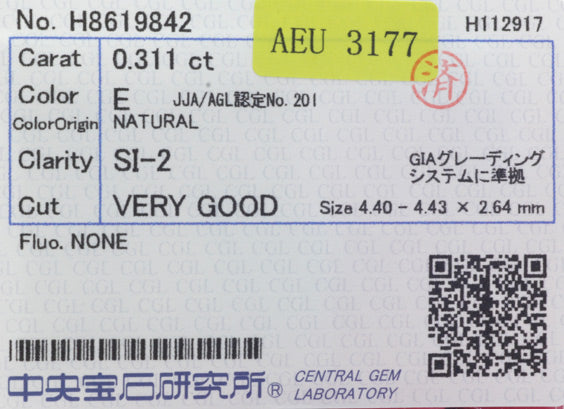 No. H8619842
AEU 3177
H112917
済
Carat 0.311 ct
Color E JJA/AGL認定No. 201
Color Origin NATURAL
Clarity SI-2
GIAグレーディング
システムに準拠
Cut VERY GOOD Size 4.40 - 4.43 × 2.64 mm
Fluo. NONE
中央宝石研究所® CENTRAL GEM
LABORATORY